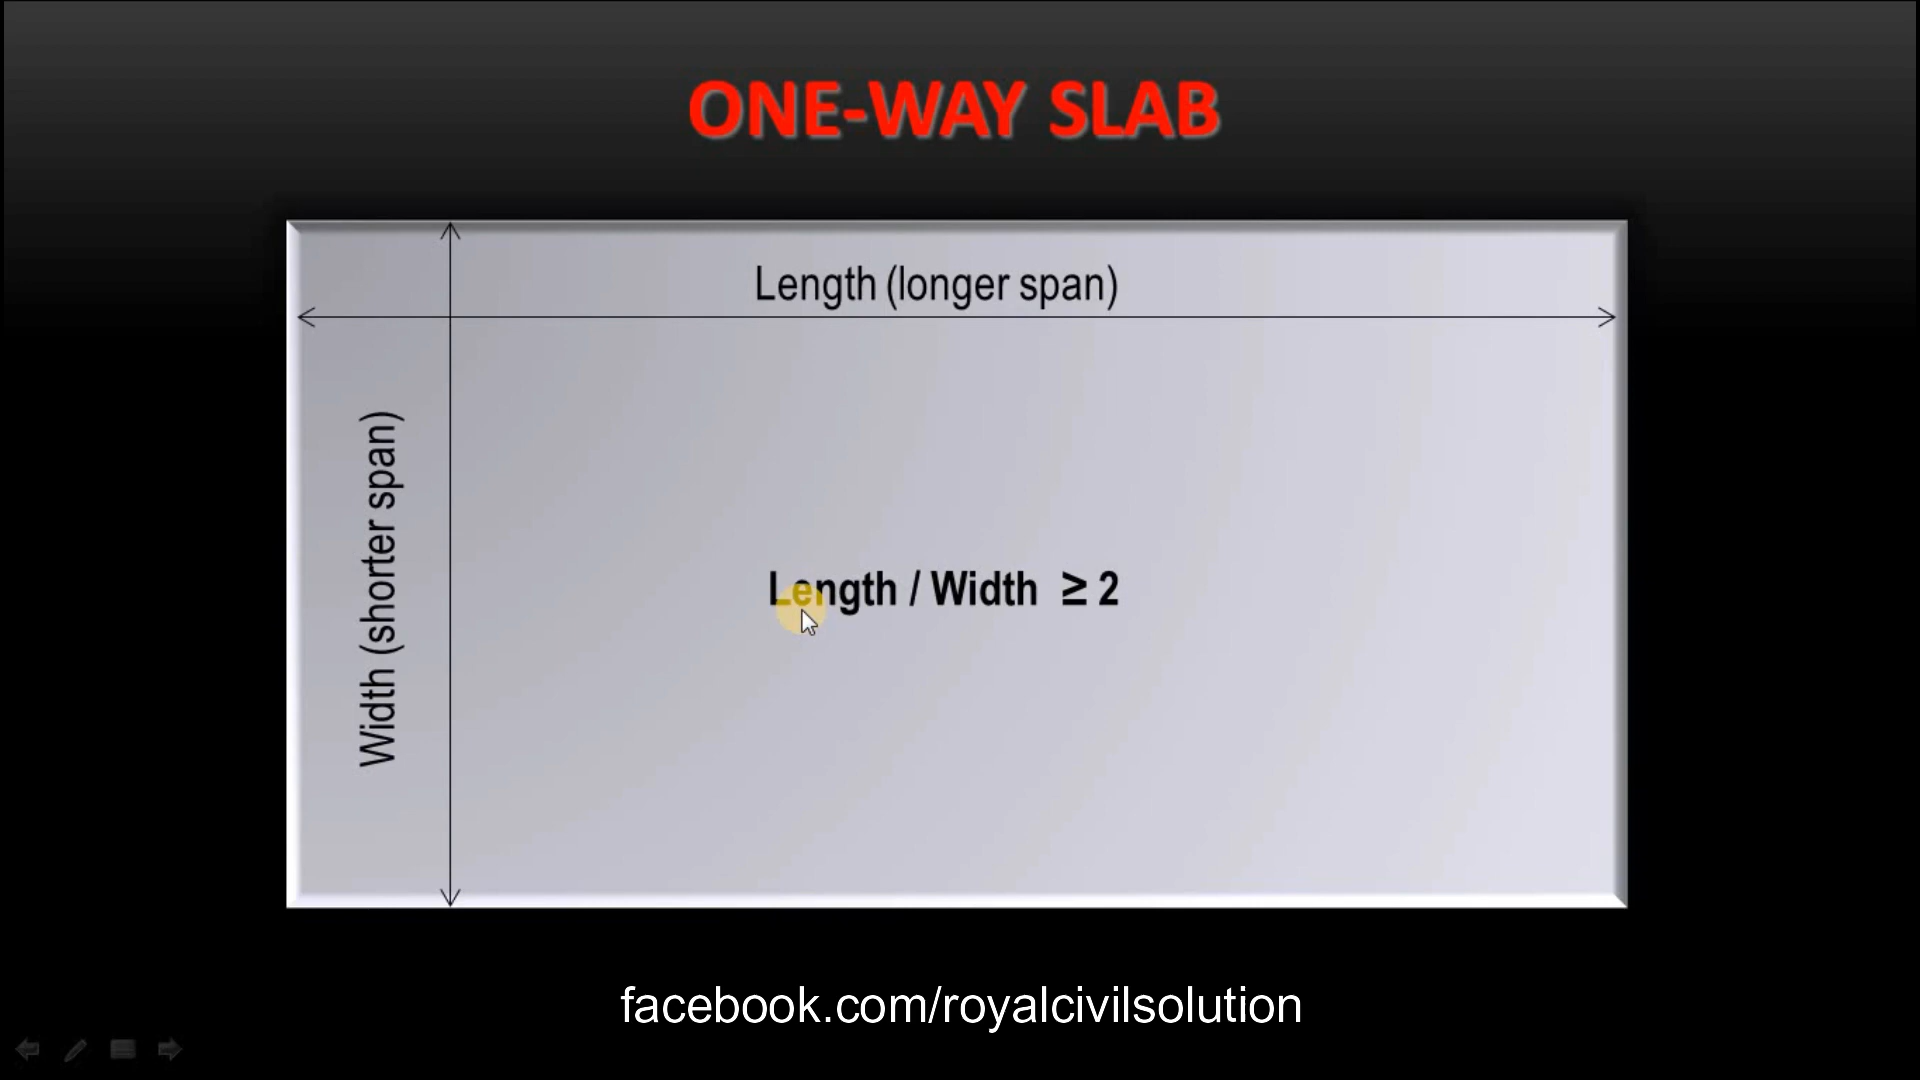 ONE-WAY SLAB
Length (longer span)
Width (shorter span)
Length / Width ≥ 2
facebook.com/royalcivilsolution